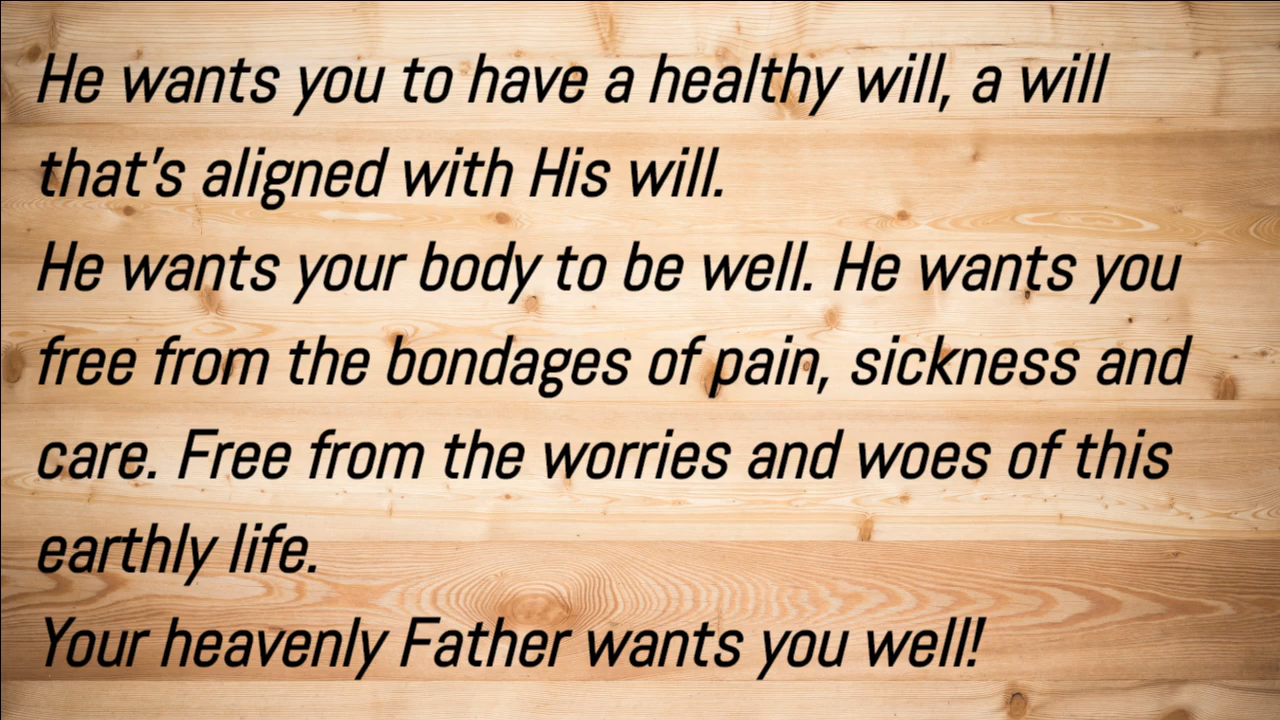 He wants you to have a healthy will, a will
that's aligned with His will.
He wants your body to be well. He wants you
free from the bondages of pain, sickness and
care. Free from the worries and woes of this
earthly life.
Your heavenly Father wants you well!